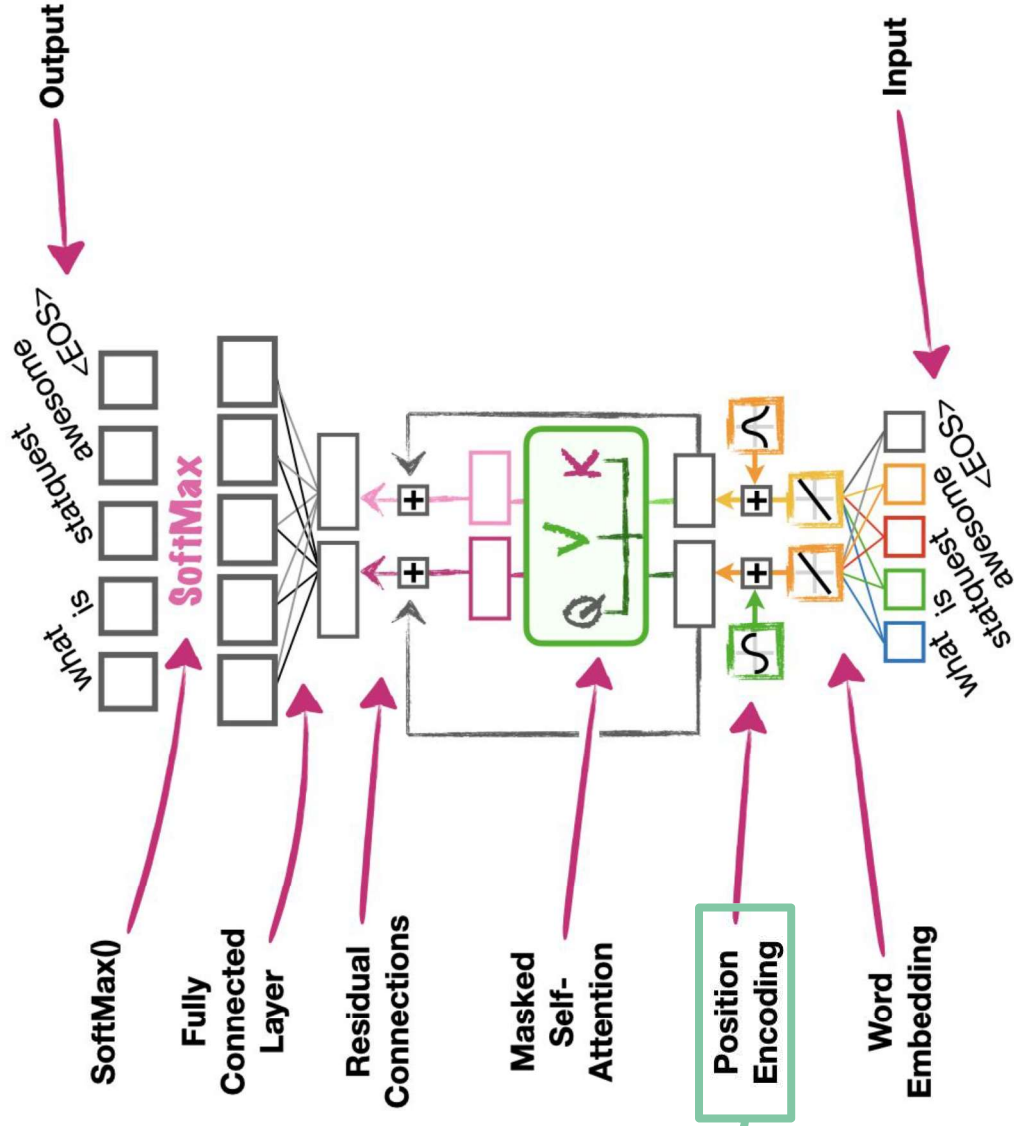 Output
what
is
statquest
awesome
<EOS>
SoftMax()
SoftMax
Fully
Connected
Layer
Residual
Connections
+
+
Masked
Self-
Attention
Q
V
K
Position
Encoding
+
+
Word
Embedding
what
is
statquest
awesome
<EOS>
Input